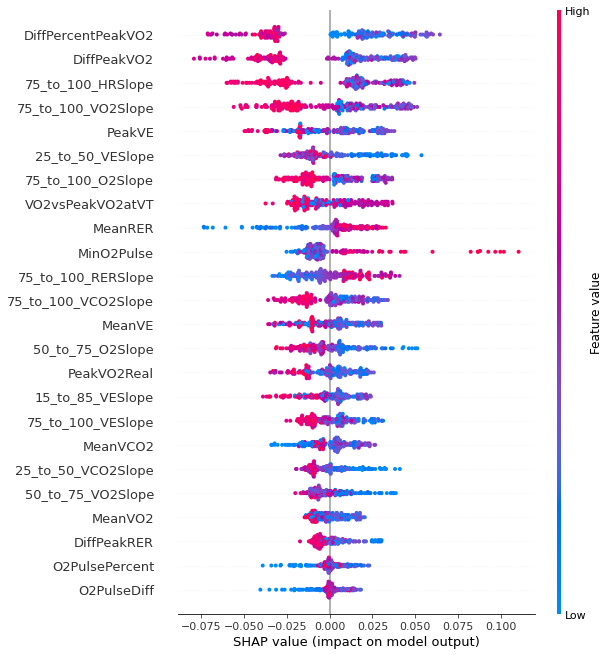 High
DiffPercentPeakVO2
DiffPeakVO2
75_to_100_HRSlope
75_to_100_VO2Slope
PeakVE
25_to_50_VESlope
75_to_100_O2Slope
VO2vsPeakVO2atVT
MeanRER
MinO2Pulse
75_to_100_RERSlope
75_to_100_VCO2Slope
MeanVE
50_to_75_O2Slope
PeakVO2Real
15_to_85_VESlope
75_to_100_VESlope
MeanVCO2
25_to_50_VCO2Slope
50_to_75_VO2Slope
MeanVO2
DiffPeakRER
O2PulsePercent
O2PulseDiff
Feature value
Low
−0.075 −0.050 −0.025 0.000 0.025 0.050 0.075 0.100
SHAP value (impact on model output)